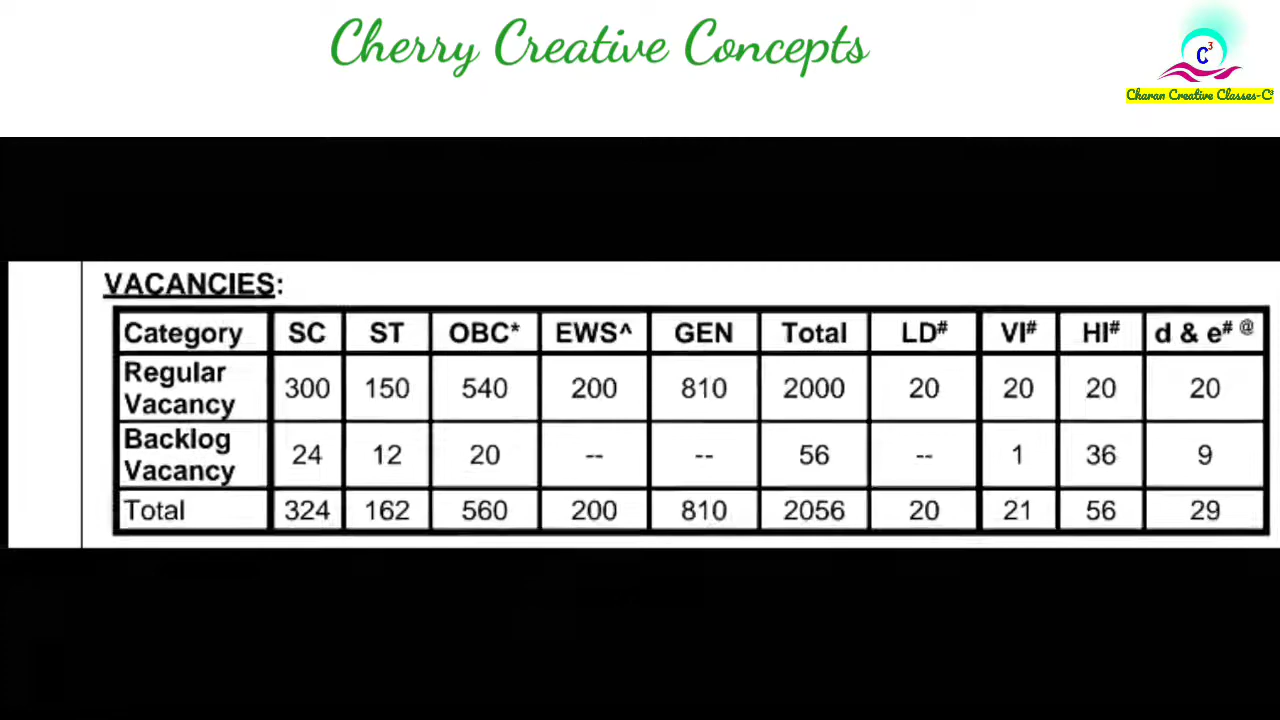 Cherry Creative Concepts
C³
Charan Creative Classes-C³
VACANCIES:
Category SC ST OBC* EWS^ GEN Total LD# VI# HI# d & e# @
Regular Vacancy 300 150 540 200 810 2000 20 20 20 20
Backlog Vacancy 24 12 20 -- -- 56 -- 1 36 9
Total 324 162 560 200 810 2056 20 21 56 29